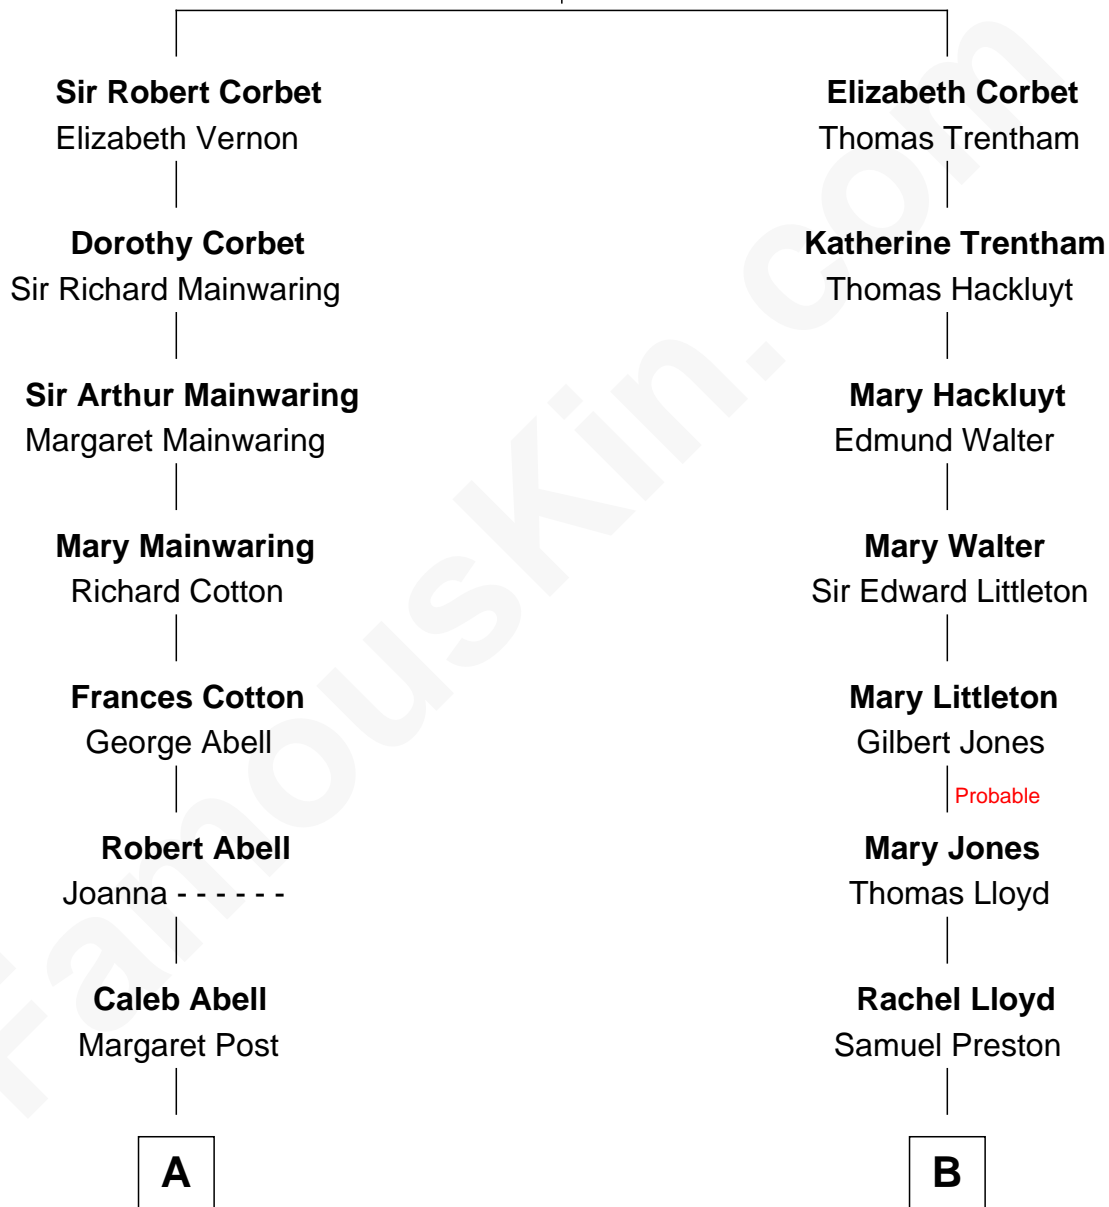 Sir Robert Corbet
Elizabeth Vernon
Dorothy Corbet
Sir Richard Mainwaring
Sir Arthur Mainwaring
Margaret Mainwaring
Mary Mainwaring
Richard Cotton
Frances Cotton
George Abell
Robert Abell
Joanna - - - - - -
Caleb Abell
Margaret Post
A
Elizabeth Corbet
Thomas Trentham
Katherine Trentham
Thomas Hackluyt
Mary Hackluyt
Edmund Walter
Mary Walter
Sir Edward Littleton
Mary Littleton
Gilbert Jones
Probable
Mary Jones
Thomas Lloyd
Rachel Lloyd
Samuel Preston
B
FamousKin.com